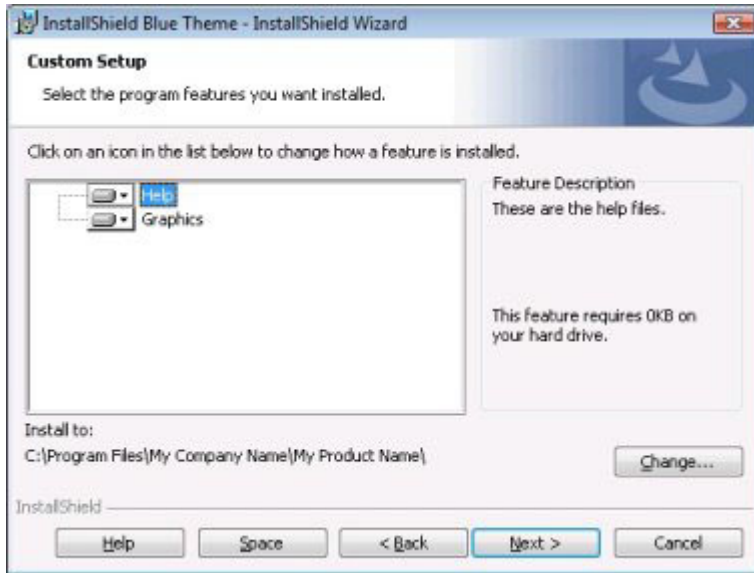 InstallShield Blue Theme - InstallShield Wizard
Custom Setup
Select the program features you want installed.
Click on an icon in the list below to change how a feature is installed.
Help
Graphics
Feature Description
These are the help files.
This feature requires 0KB on
your hard drive.
Install to:
C:\Program Files\My Company Name\My Product Name\
Change...
InstallShield
Help
Space
< Back
Next >
Cancel